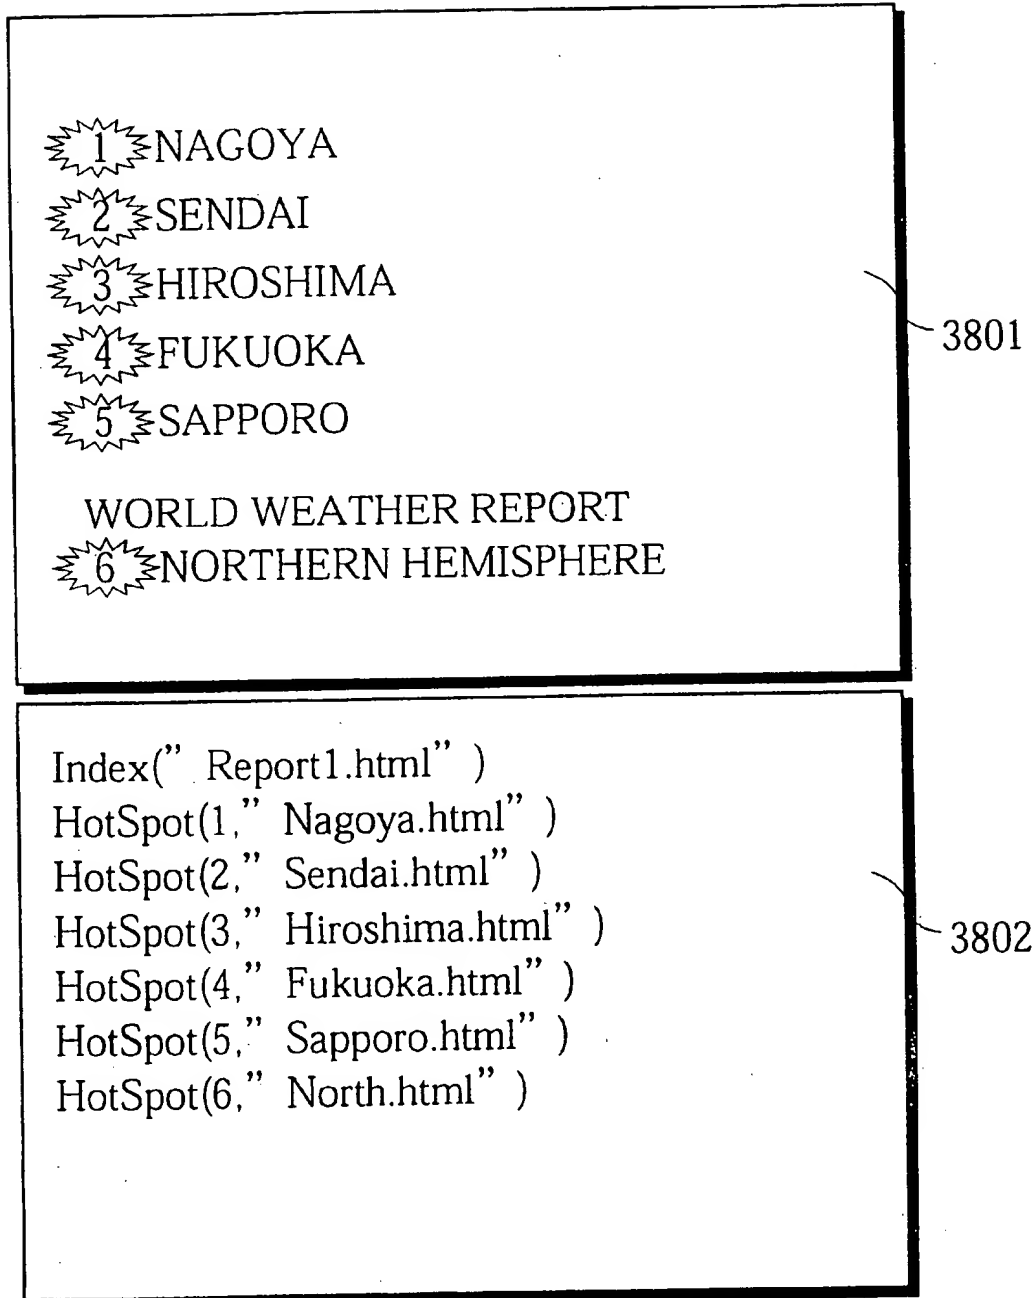 1 NAGOYA
2 SENDAI
3 HIROSHIMA
4 FUKUOKA
5 SAPPORO
WORLD WEATHER REPORT
6 NORTHERN HEMISPHERE
3801
Index(” Report1.html” )
HotSpot(1,” Nagoya.html” )
HotSpot(2,” Sendai.html” )
HotSpot(3,” Hiroshima.html” )
HotSpot(4,” Fukuoka.html” )
HotSpot(5,” Sapporo.html” )
HotSpot(6,” North.html” )
3802